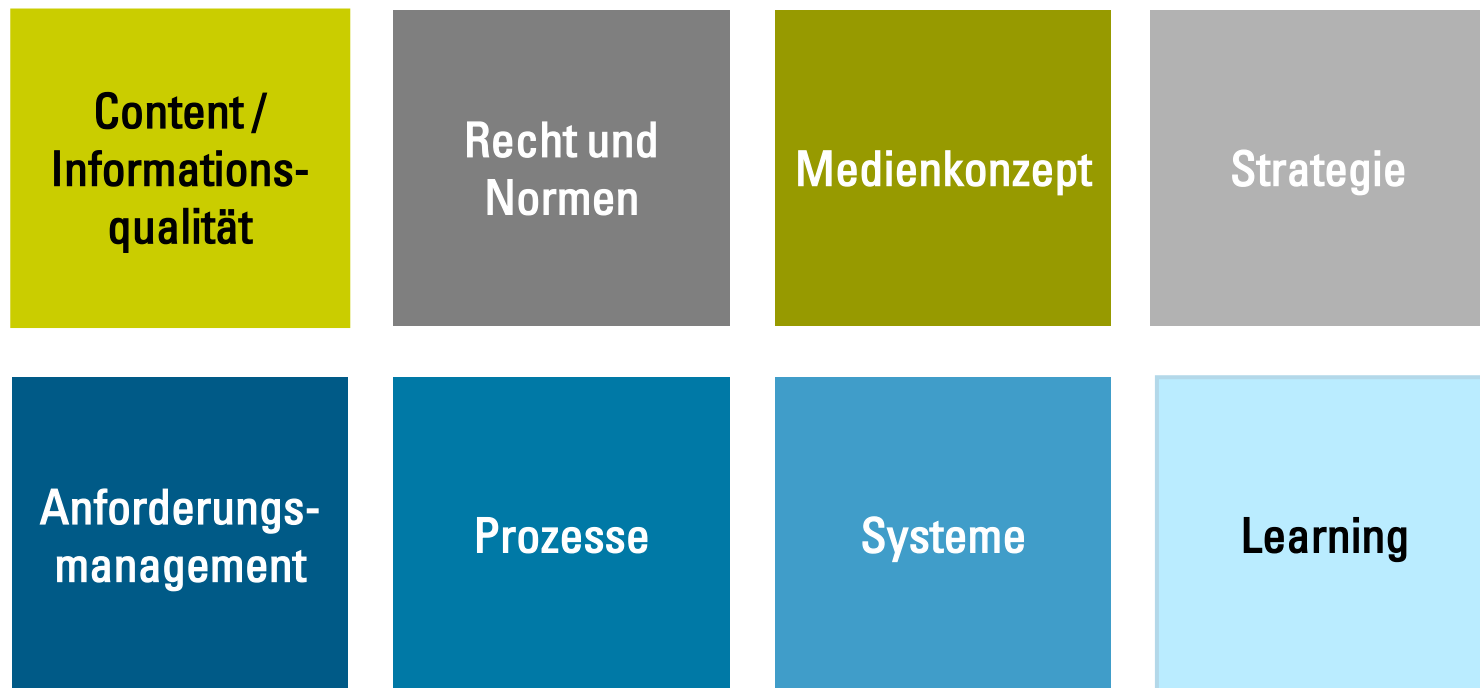 Content /
Informations-
qualität
Recht und
Normen
Medienkonzept
Strategie
Anforderungs-
management
Prozesse
Systeme
Learning